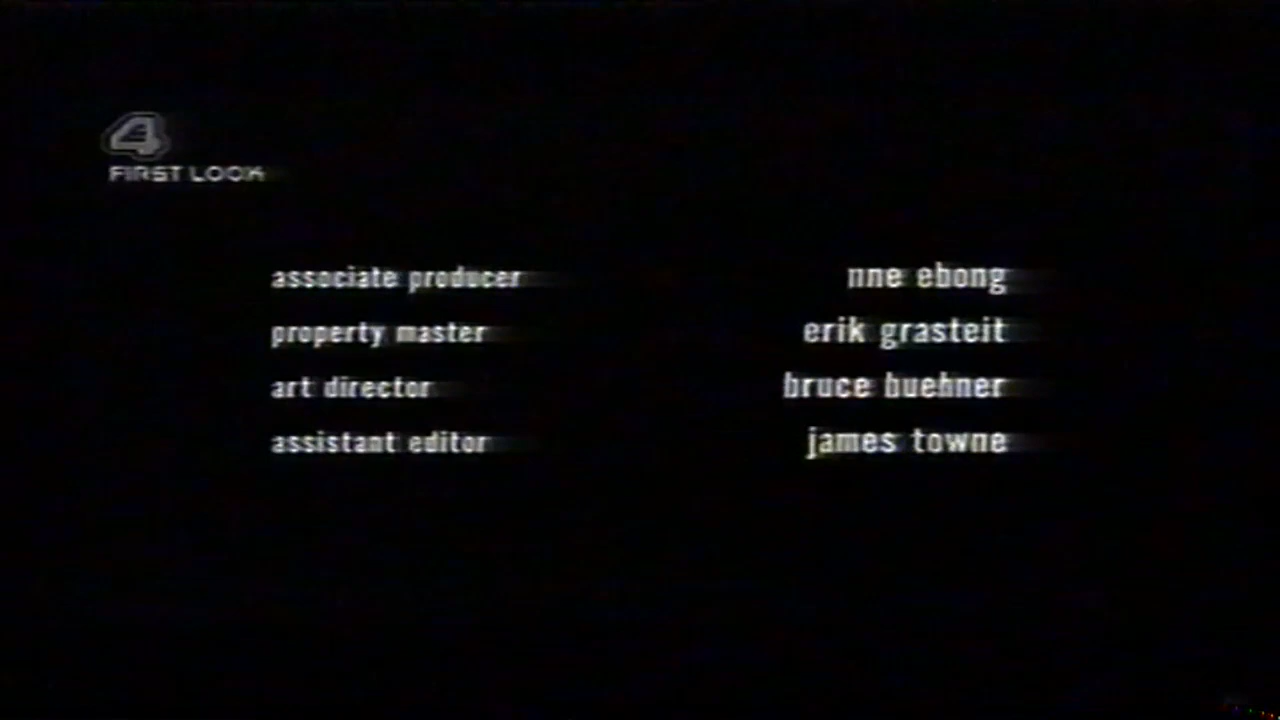 4
FIRST LOOK
associate producer nne ebong
property master erik grasteit
art director bruce buehner
assistant editor james towne